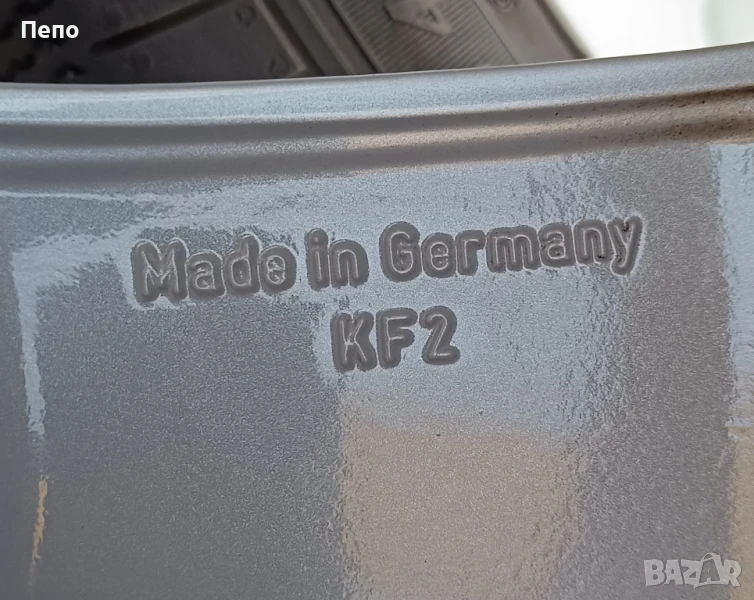 Пепо
Made in Germany
KF2
BAZAR